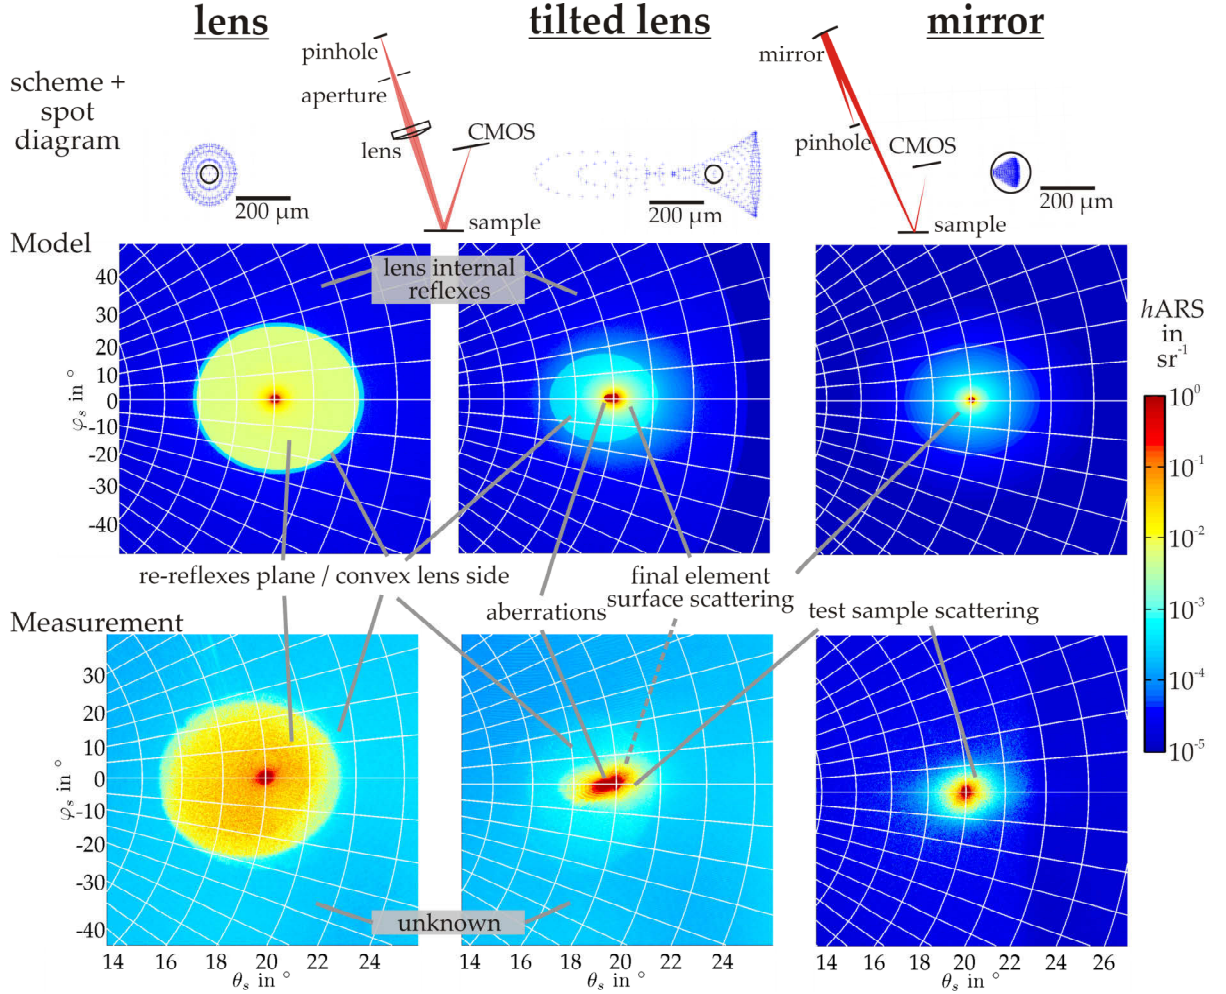 lens
tilted lens
mirror
scheme +
spot
diagram
pinhole
aperture
lens
CMOS
sample
200 µm
200 µm
mirror
pinhole
CMOS
sample
200 µm
Model
lens internal
reflexes
40
30
20
10
0
-10
-20
-30
-40
φs in °
hARS
in
sr-1
10^0
10^-1
10^-2
10^-3
10^-4
10^-5
re-reflexes plane / convex lens side
aberrations
final element
surface scattering
test sample scattering
Measurement
30
20
10
0
-10
-20
-30
-40
φs in °
unknown
14 16 18 20 22 24
θs in °
14 16 18 20 22 24
θs in °
14 16 18 20 22 24 26
θs in °